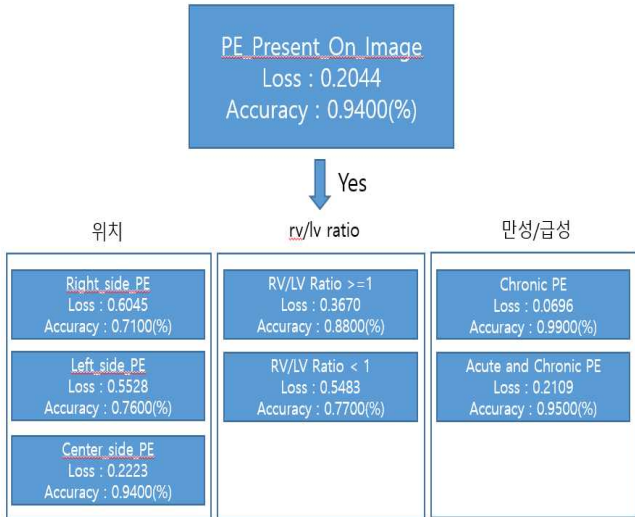 PE_Present_On_Image
Loss : 0.2044
Accuracy : 0.9400(%)
Yes
위치
Right_side_PE
Loss : 0.6045
Accuracy : 0.7100(%)
Left_side_PE
Loss : 0.5528
Accuracy : 0.7600(%)
Center_side_PE
Loss : 0.2223
Accuracy : 0.9400(%)
rv/lv ratio
RV/LV Ratio >=1
Loss : 0.3670
Accuracy : 0.8800(%)
RV/LV Ratio < 1
Loss : 0.5483
Accuracy : 0.7700(%)
만성/급성
Chronic PE
Loss : 0.0696
Accuracy : 0.9900(%)
Acute and Chronic PE
Loss : 0.2109
Accuracy : 0.9500(%)